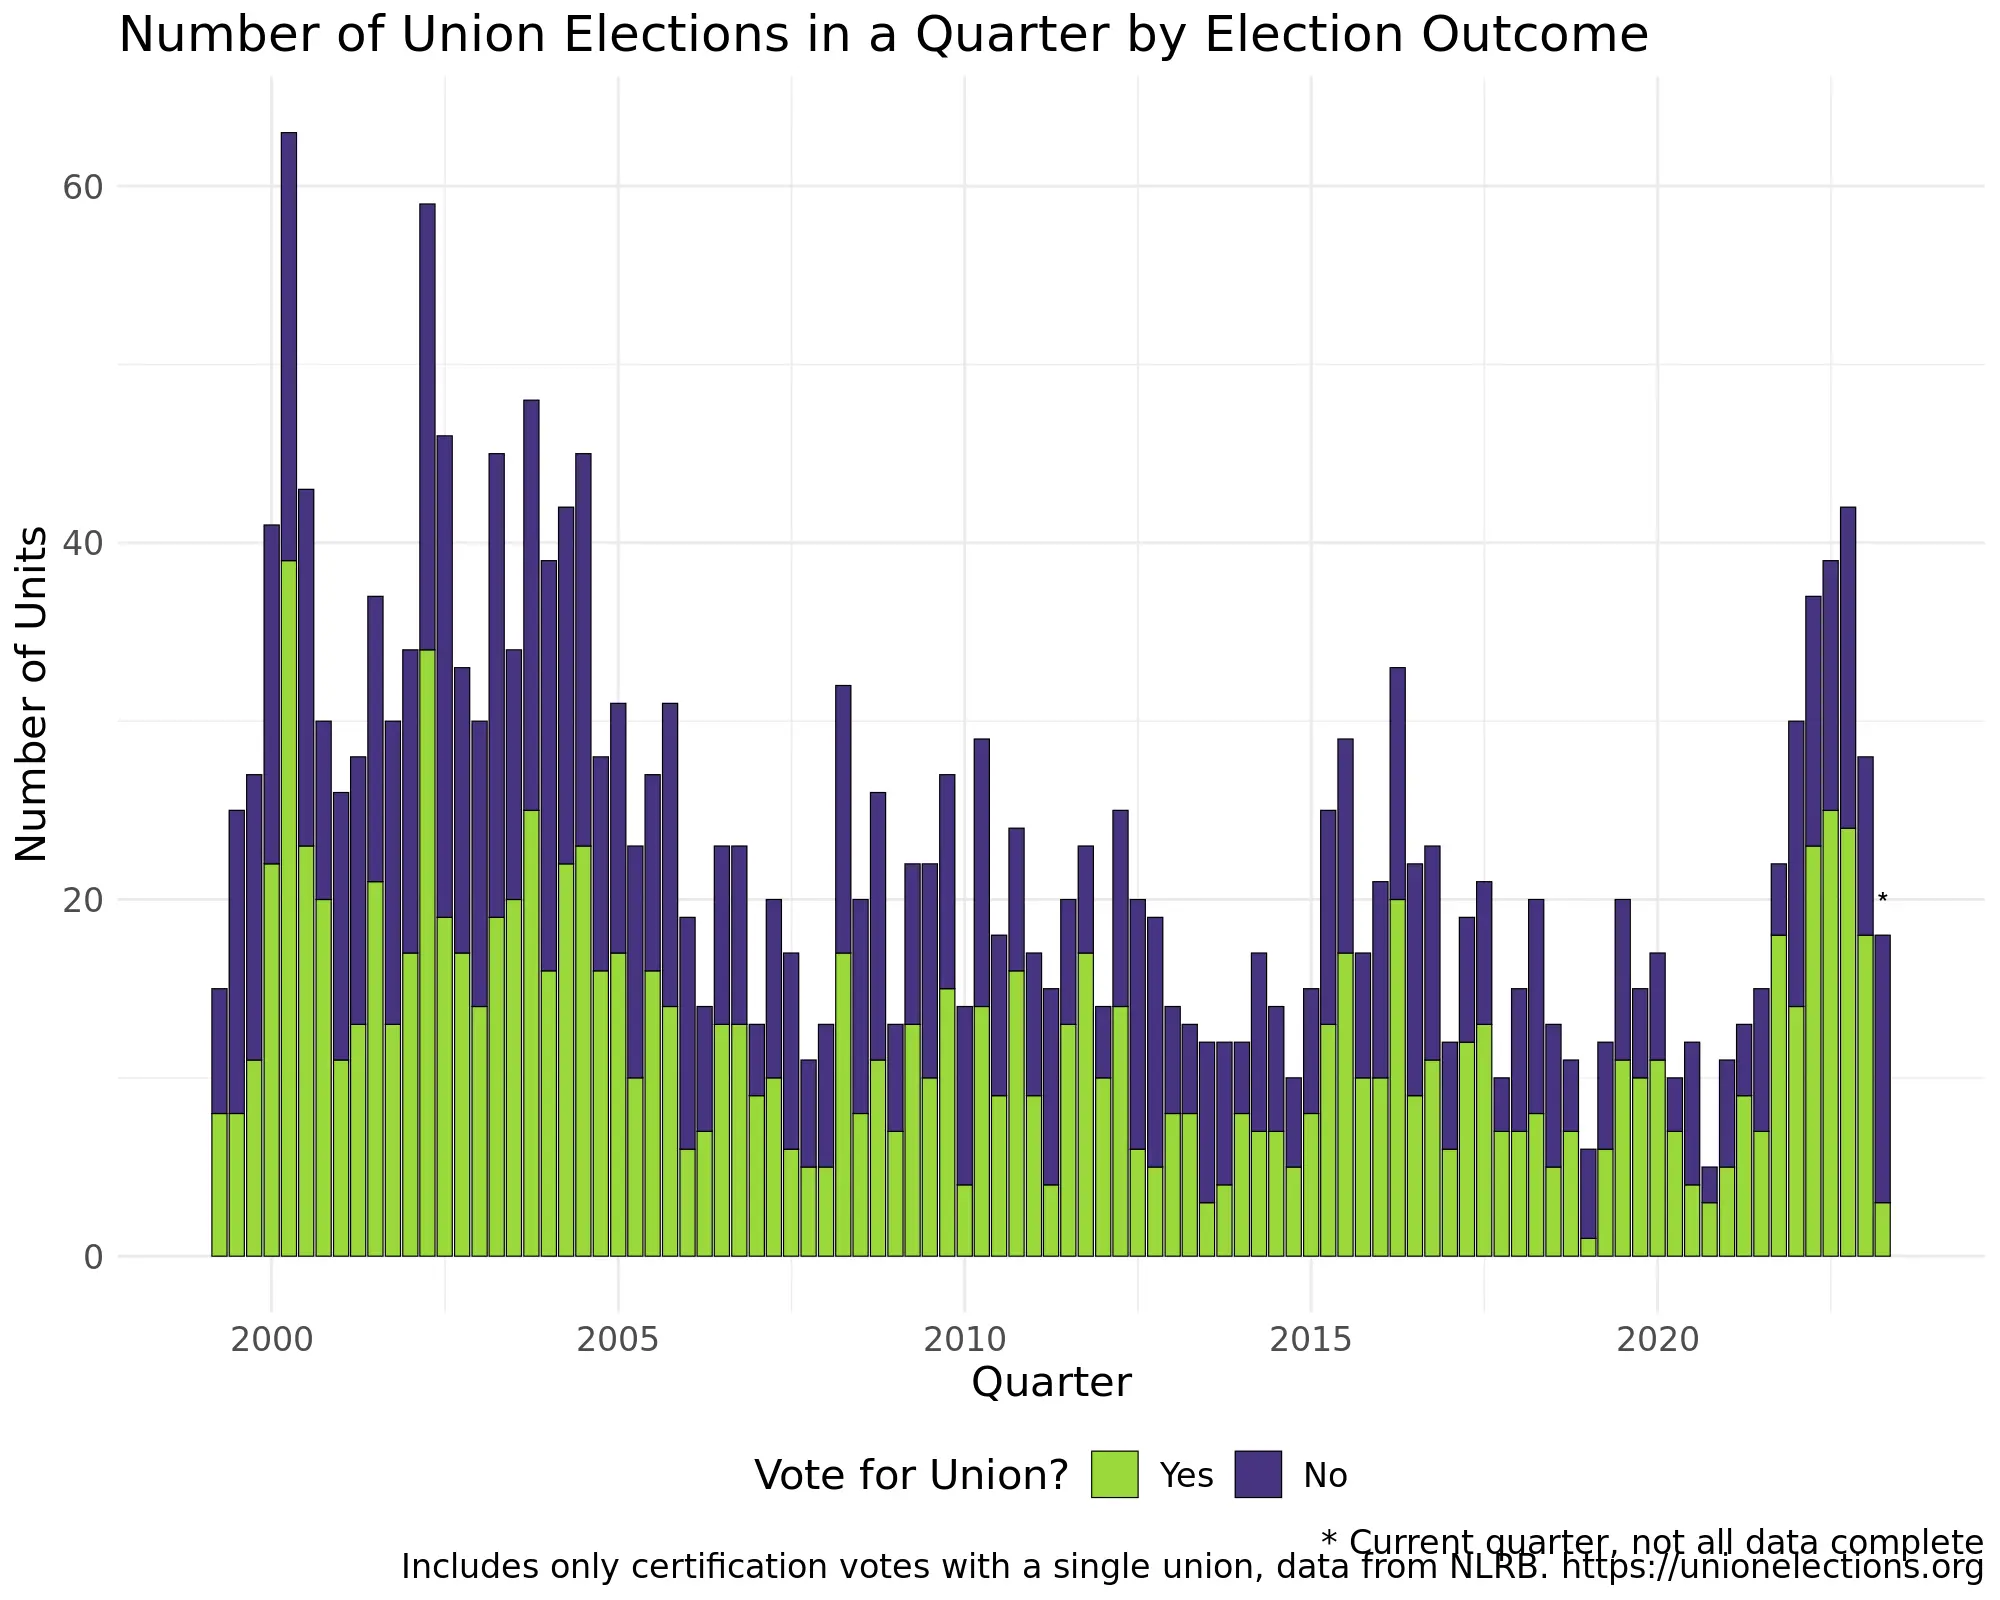 Number of Union Elections in a Quarter by Election Outcome
Number of Units
60
40
20
0
*
2000 2005 2010 2015 2020
Quarter
Vote for Union? Yes No
* Current quarter, not all data complete
Includes only certification votes with a single union, data from NLRB. https://unionelections.org